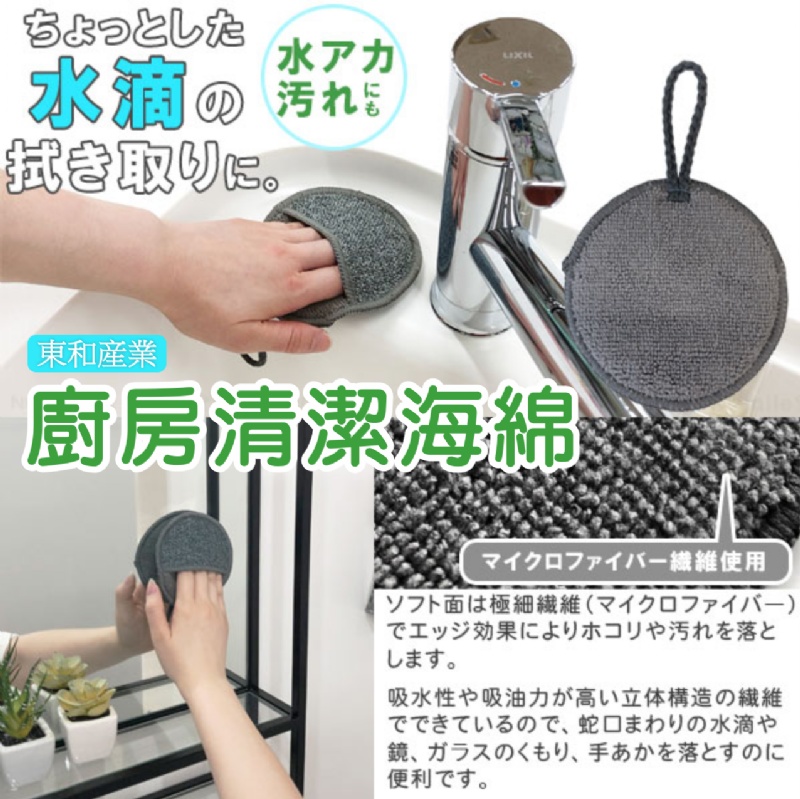 ちょっとした
水滴の
拭き取りに。
水アカ
汚れにも
LIXIL
東和産業
廚房清潔海綿
マイクロファイバー繊維使用
ソフト面は極細繊維(マイクロファイバー)
でエッジ効果によりホコリや汚れを落と
します。
吸水性や吸油力が高い立体構造の繊維
でできているので、蛇口まわりの水滴や
鏡、ガラスのくもり、手あかを落とすのに
便利です。